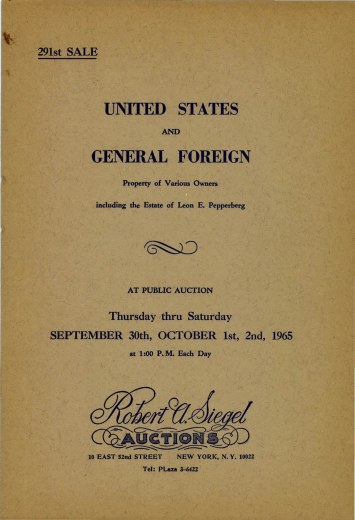 291st SALE
UNITED STATES
AND
GENERAL FOREIGN
Property of Various Owners
including the Estate of Leon E. Pepperberg
AT PUBLIC AUCTION
Thursday thru Saturday
SEPTEMBER 30th, OCTOBER 1st, 2nd, 1965
at 1:00 P.M. Each Day
Robert A. Siegel
AUCTIONS
10 EAST 52nd STREET NEW YORK, N. Y. 10022
Tel: PLaza 3-6422